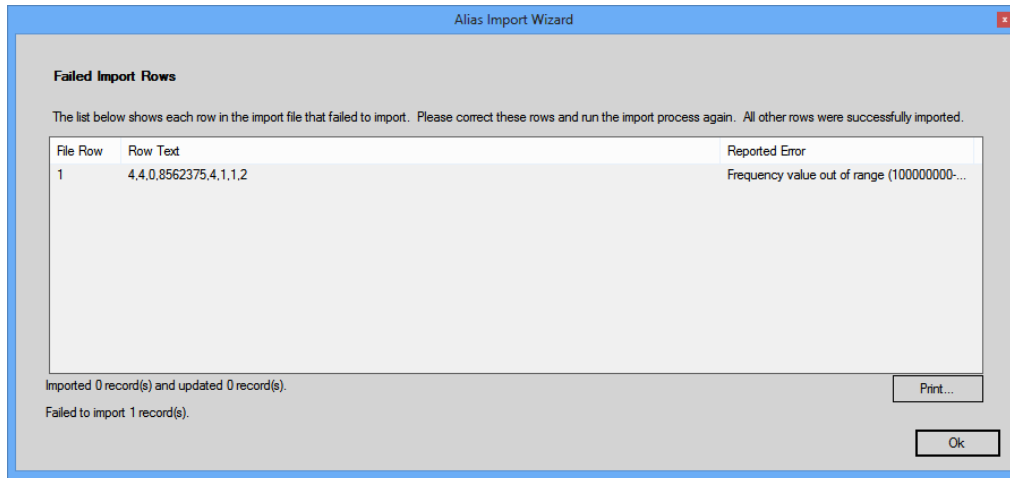 Alias Import Wizard
x
Failed Import Rows
The list below shows each row in the import file that failed to import. Please correct these rows and run the import process again. All other rows were successfully imported.
File Row Row Text Reported Error
1 4,4,0,8562375,4,1,1,2 Frequency value out of range (100000000-...
Imported 0 record(s) and updated 0 record(s).
Print...
Failed to import 1 record(s).
Ok